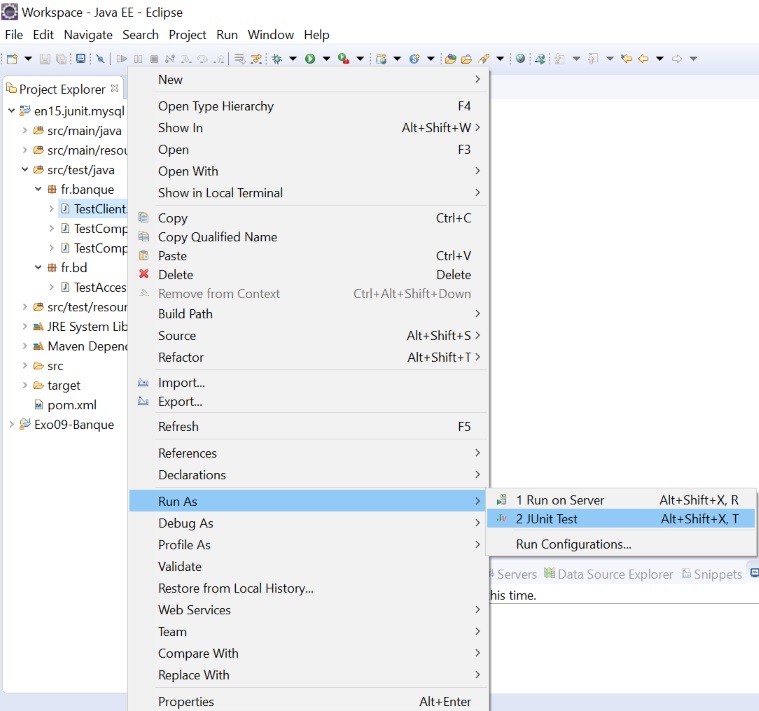 Workspace - Java EE - Eclipse
File Edit Navigate Search Project Run Window Help
Project Explorer
en15.junit.mysql
src/main/java
src/main/resou
src/test/java
fr.banque
TestClient.
TestComp
TestComp
fr.bd
TestAcces
src/test/resour
JRE System Lib
Maven Depend
src
target
pom.xml
Exo09-Banque
New
Open Type Hierarchy F4
Show In Alt+Shift+W
Open F3
Open With
Show in Local Terminal
Copy Ctrl+C
Copy Qualified Name
Paste Ctrl+V
Delete Delete
Remove from Context Ctrl+Alt+Shift+Down
Build Path
Source Alt+Shift+S
Refactor Alt+Shift+T
Import...
Export...
Refresh F5
References
Declarations
Run As
Debug As
Profile As
Validate
Restore from Local History...
Web Services
Team
Compare With
Replace With
Properties Alt+Enter
1 Run on Server Alt+Shift+X, R
2 JUnit Test Alt+Shift+X, T
Run Configurations...
Servers Data Source Explorer Snippets
this time.